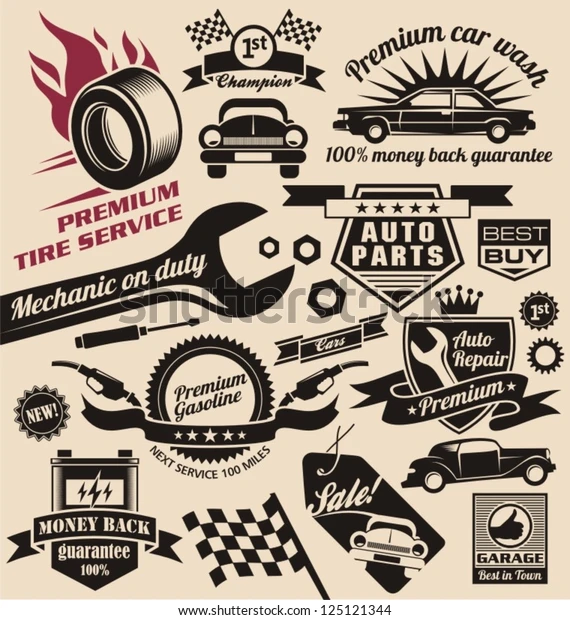 1st
Champion
Premium car wash
100% money back guarantee
PREMIUM
TIRE SERVICE
AUTO
PARTS
BEST
BUY
Mechanic on duty
1st
Cars
Auto
Repair
Premium
Premium
Gasoline
NEW!
NEXT SERVICE 100 MILES
Sale!
MONEY BACK
guarantee
100%
GARAGE
Best in Town
shutterstock
www.shutterstock.com · 125121344